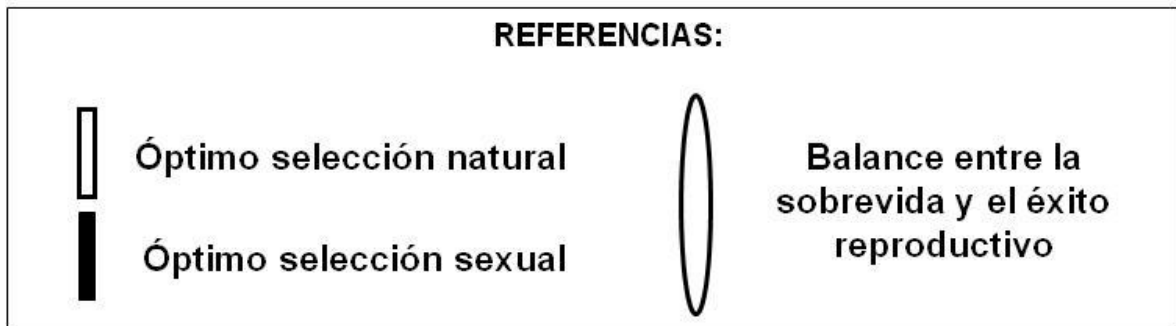 REFERENCIAS:
Óptimo selección natural
Óptimo selección sexual
Balance entre la
sobrevida y el éxito
reproductivo